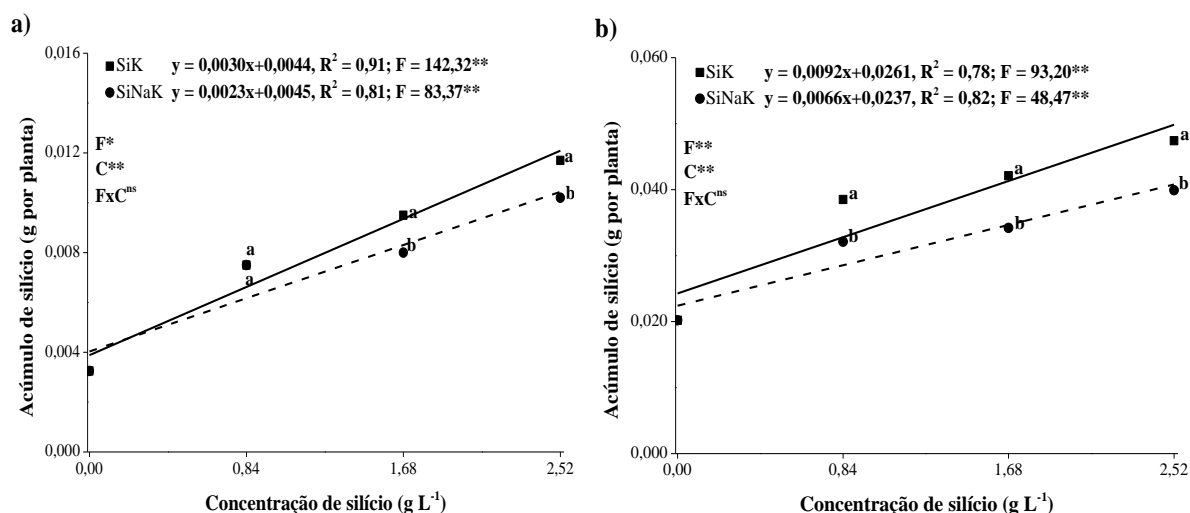 a)
Acúmulo de silício (g por planta)
0,016
0,012
0,008
0,004
0,000
SiK y = 0,0030x+0,0044, R² = 0,91; F = 142,32**
SiNaK y = 0,0023x+0,0045, R² = 0,81; F = 83,37**
F*
C**
FxCⁿˢ
a
a
a
b
a
b
0,00 0,84 1,68 2,52
Concentração de silício (g L⁻¹)
b)
Acúmulo de silício (g por planta)
0,060
0,040
0,020
0,000
SiK y = 0,0092x+0,0261, R² = 0,78; F = 93,20**
SiNaK y = 0,0066x+0,0237, R² = 0,82; F = 48,47**
F**
C**
FxCⁿˢ
a
b
a
b
a
b
0,00 0,84 1,68 2,52
Concentração de silício (g L⁻¹)